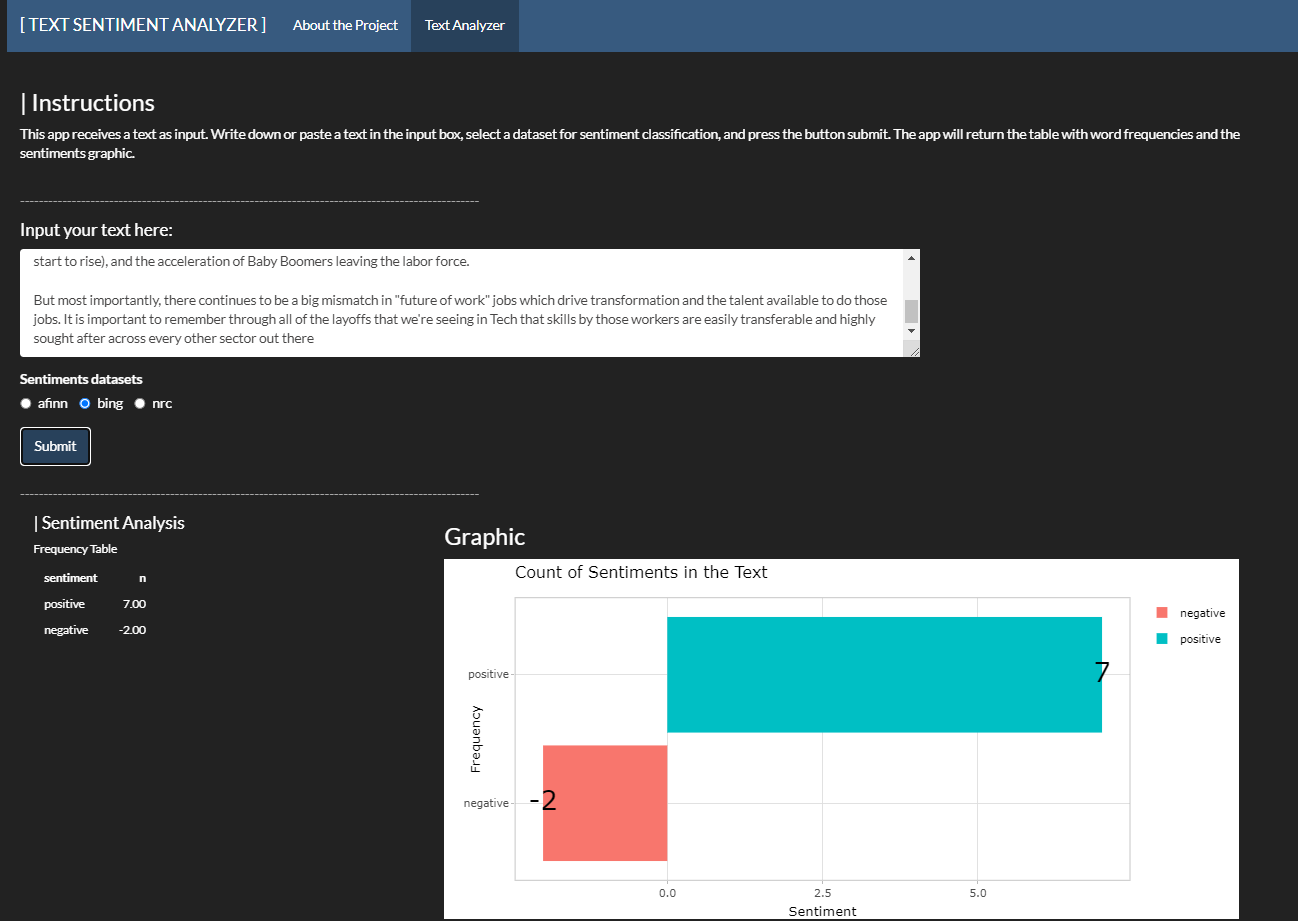 [ TEXT SENTIMENT ANALYZER ] About the Project Text Analyzer
| Instructions
This app receives a text as input. Write down or paste a text in the input box, select a dataset for sentiment classification, and press the button submit. The app will return the table with word frequencies and the
sentiments graphic.
Input your text here:
start to rise), and the acceleration of Baby Boomers leaving the labor force.
But most importantly, there continues to be a big mismatch in "future of work" jobs which drive transformation and the talent available to do those
jobs. It is important to remember through all of the layoffs that we're seeing in Tech that skills by those workers are easily transferable and highly
sought after across every other sector out there
Sentiments datasets
afinn bing nrc
Submit
| Sentiment Analysis
Frequency Table
sentiment n
positive 7.00
negative -2.00
Graphic
Count of Sentiments in the Text
negative
positive
positive
7
Frequency
negative
-2
0.0 2.5 5.0
Sentiment